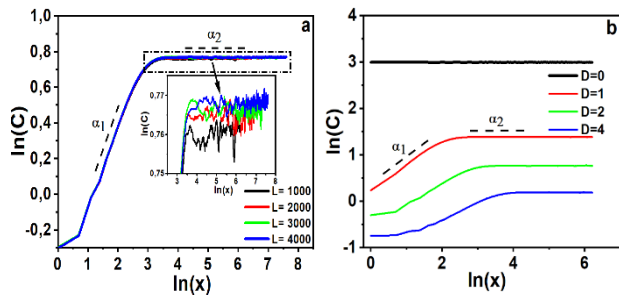 a
ln(C)
1,0
0,8
0,6
0,4
0,2
0,0
-0,2
α1
α2
ln(C)
0,77
0,76
0,75
3 4 5 6 7 8
ln(x)
L= 1000
L= 2000
L= 3000
L= 4000
0 1 2 3 4 5 6 7 8 9 10
ln(x)
b
ln(C)
4
3
2
1
0
-1
α1
α2
D=0
D=1
D=2
D=4
0 2 4 6
ln(x)